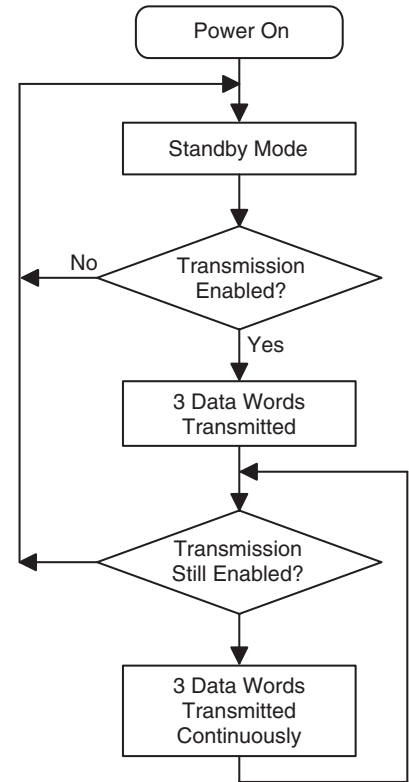 Power On
Standby Mode
Transmission
Enabled?
No
Yes
3 Data Words
Transmitted
Transmission
Still Enabled?
3 Data Words
Transmitted
Continuously